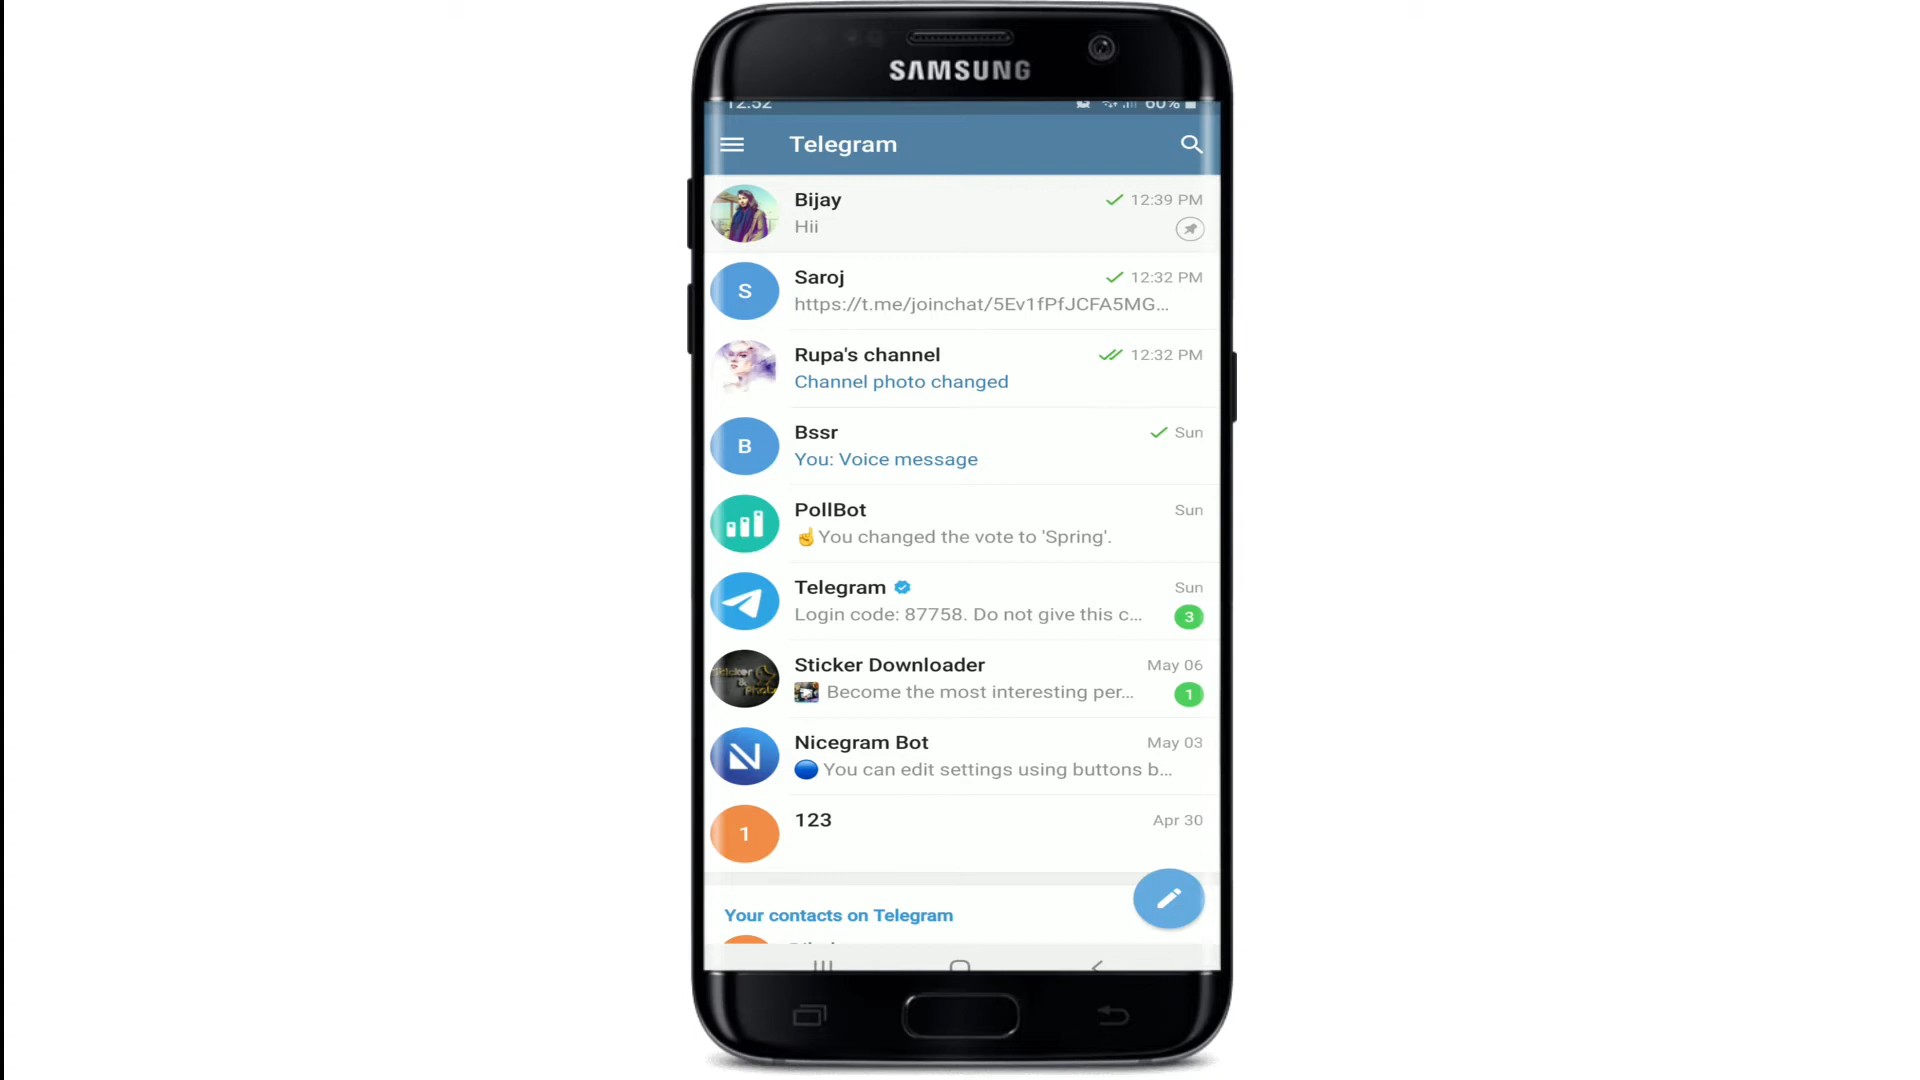 SAMSUNG
12:52
60%
Telegram
Bijay
12:39 PM
Hii
S
Saroj
12:32 PM
https://t.me/joinchat/5Ev1fPfJCFA5MG...
Rupa's channel
12:32 PM
Channel photo changed
B
Bssr
Sun
You: Voice message
PollBot
Sun
☝You changed the vote to 'Spring'.
Telegram
Sun
Login code: 87758. Do not give this c...
3
Sticker Downloader
May 06
Become the most interesting per...
1
Nicegram Bot
May 03
You can edit settings using buttons b...
1
123
Apr 30
Your contacts on Telegram